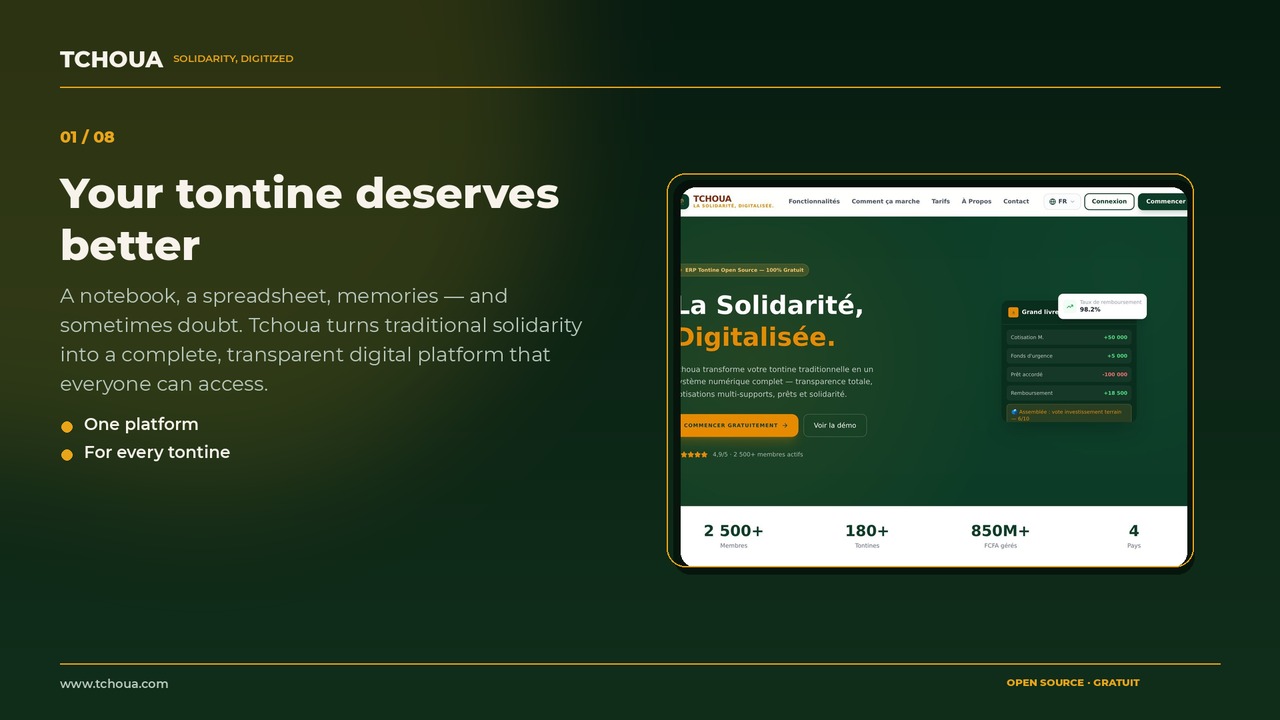 TCHOUA SOLIDARITY, DIGITIZED
01 / 08
Your tontine deserves
better
A notebook, a spreadsheet, memories — and
sometimes doubt. Tchoua turns traditional solidarity
into a complete, transparent digital platform that
everyone can access.
One platform
For every tontine
TCHOUA
LA SOLIDARITÉ, DIGITALISÉE.
Fonctionnalités Comment ça marche Tarifs À Propos Contact FR Connexion Commencer
ERP Tontine Open Source — 100% Gratuit
La Solidarité,
Digitalisée.
choua transforme votre tontine traditionnelle en un
ystème numérique complet — transparence totale,
otisations multi-supports, prêts et solidarité.
COMMENCER GRATUITEMENT → Voir la démo
4,9/5 · 2 500+ membres actifs
Taux de remboursement
98.2%
Grand livre
Cotisation M. +50 000
Fonds d'urgence +5 000
Prêt accordé -100 000
Remboursement +18 500
Assemblée · vote investissement terrain
— 6/10
2 500+ 180+ 850M+ 4
Membres Tontines FCFA gérés Pays
www.tchoua.com OPEN SOURCE · GRATUIT